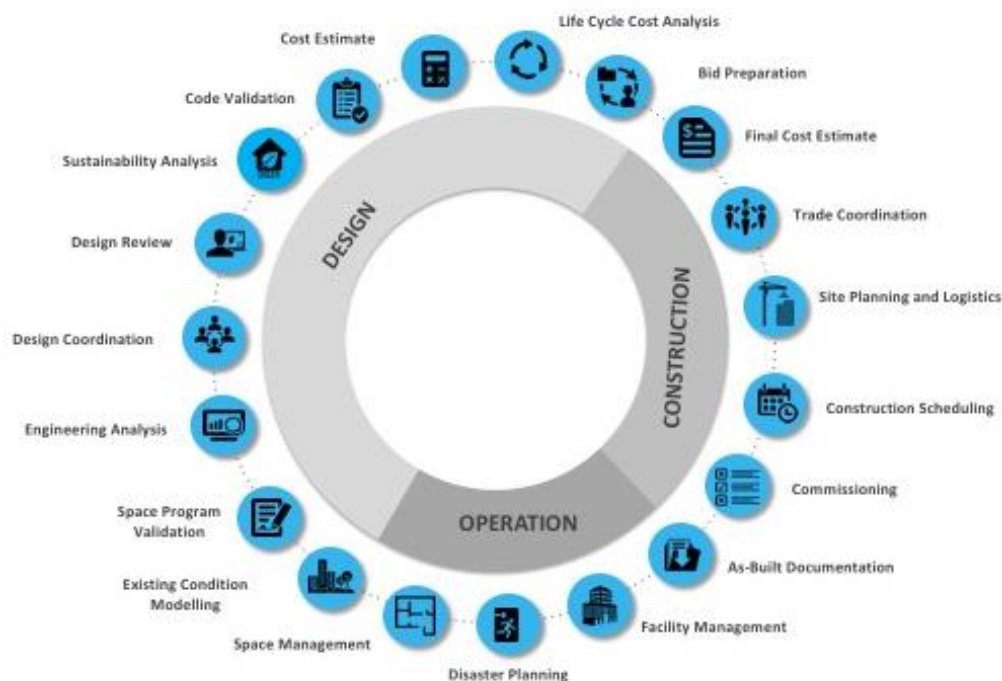 Life Cycle Cost Analysis
Cost Estimate
Bid Preparation
Code Validation
Final Cost Estimate
Sustainability Analysis
Trade Coordination
DESIGN
Design Review
CONSTRUCTION
Site Planning and Logistics
Design Coordination
Construction Scheduling
Engineering Analysis
Commissioning
Space Program
Validation
OPERATION
As-Built Documentation
Existing Condition
Modelling
Facility Management
Space Management
Disaster Planning